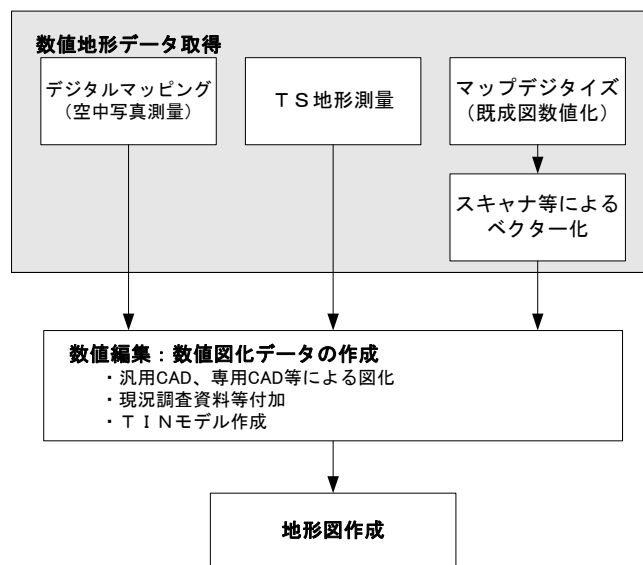 数値地形データ取得
デジタルマッピング
（空中写真測量）
ＴＳ地形測量
マップデジタイズ
（既成図数値化）
スキャナ等による
ベクター化
数値編集：数値図化データの作成
・汎用CAD、専用CAD等による図化
・現況調査資料等付加
・ＴＩＮモデル作成
地形図作成